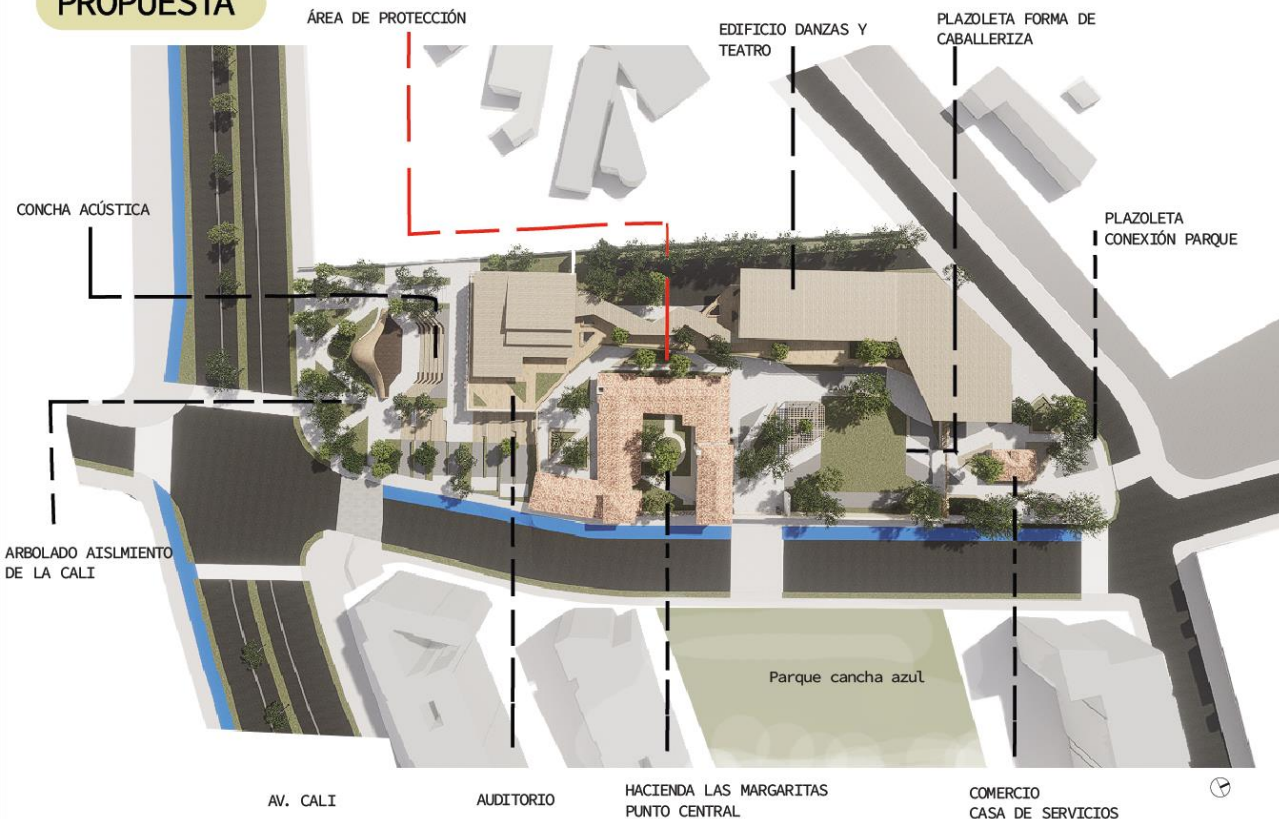 PROPUESTA
ÁREA DE PROTECCIÓN
EDIFICIO DANZAS Y
TEATRO
PLAZOLETA FORMA DE
CABALLERIZA
CONCHA ACÚSTICA
PLAZOLETA
CONEXIÓN PARQUE
ARBOLADO AISLMIENTO
DE LA CALI
Parque cancha azul
AV. CALI
AUDITORIO
HACIENDA LAS MARGARITAS
PUNTO CENTRAL
COMERCIO
CASA DE SERVICIOS